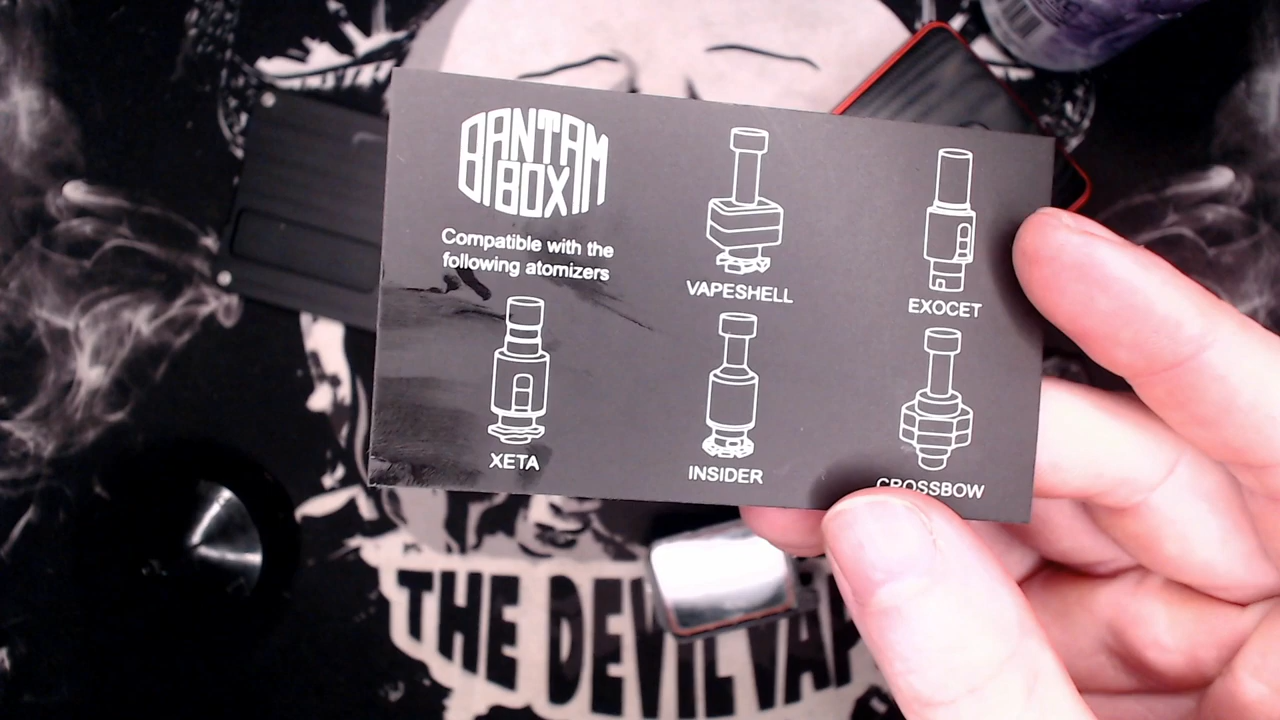 BANTAM
BOX
Compatible with the
following atomizers
VAPESHELL
EXOCET
XETA
INSIDER
CROSSBOW
THE DEVIL VAP